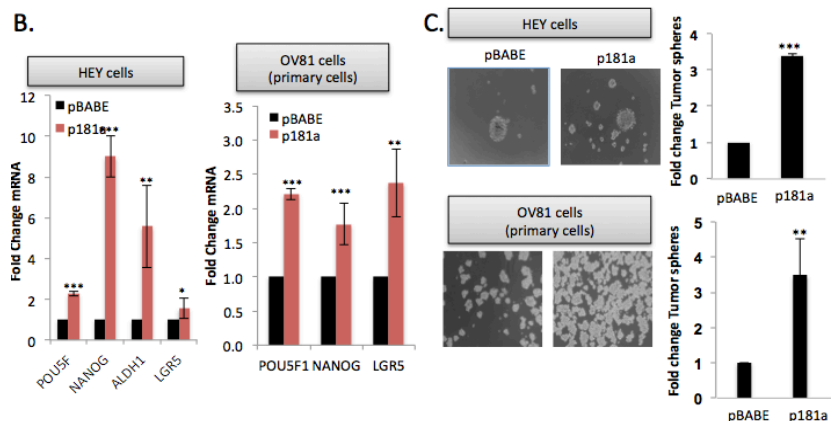 B.
HEY cells
Fold Change mRNA
12
10
8
6
4
2
0
pBABE
p181a
***
***
**
*
POU5F
NANOG
ALDH1
LGR5
OV81 cells
(primary cells)
Fold Change mRNA
3.5
3.0
2.5
2.0
1.5
1.0
0.5
0.0
pBABE
p181a
***
***
**
POU5F1 NANOG LGR5
C.
HEY cells
pBABE p181a
Fold change Tumor spheres
4
3
2
1
0
***
pBABE p181a
OV81 cells
(primary cells)
Fold change Tumor spheres
5
4
3
2
1
0
**
pBABE p181a